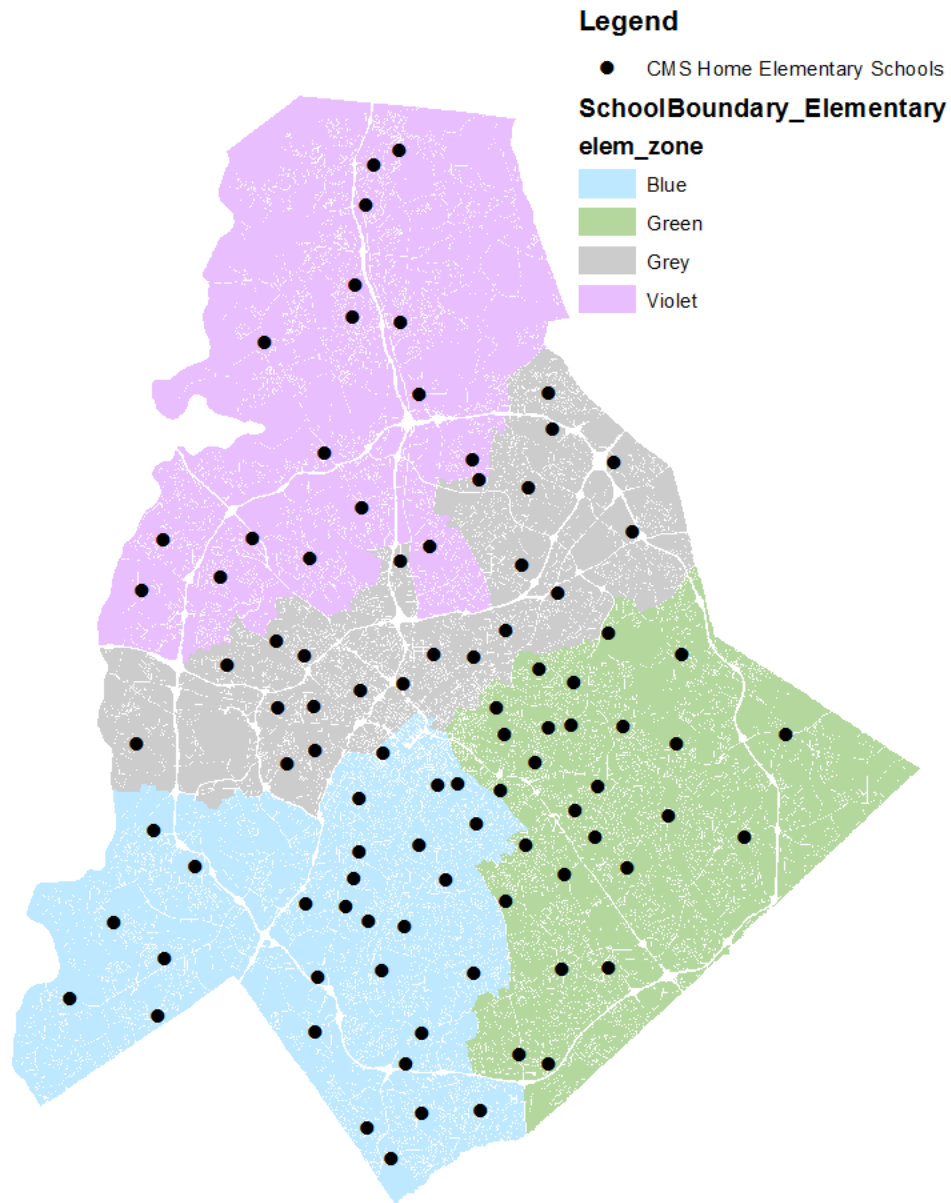 Legend
CMS Home Elementary Schools
SchoolBoundary_Elementary
elem_zone
Blue
Green
Grey
Violet